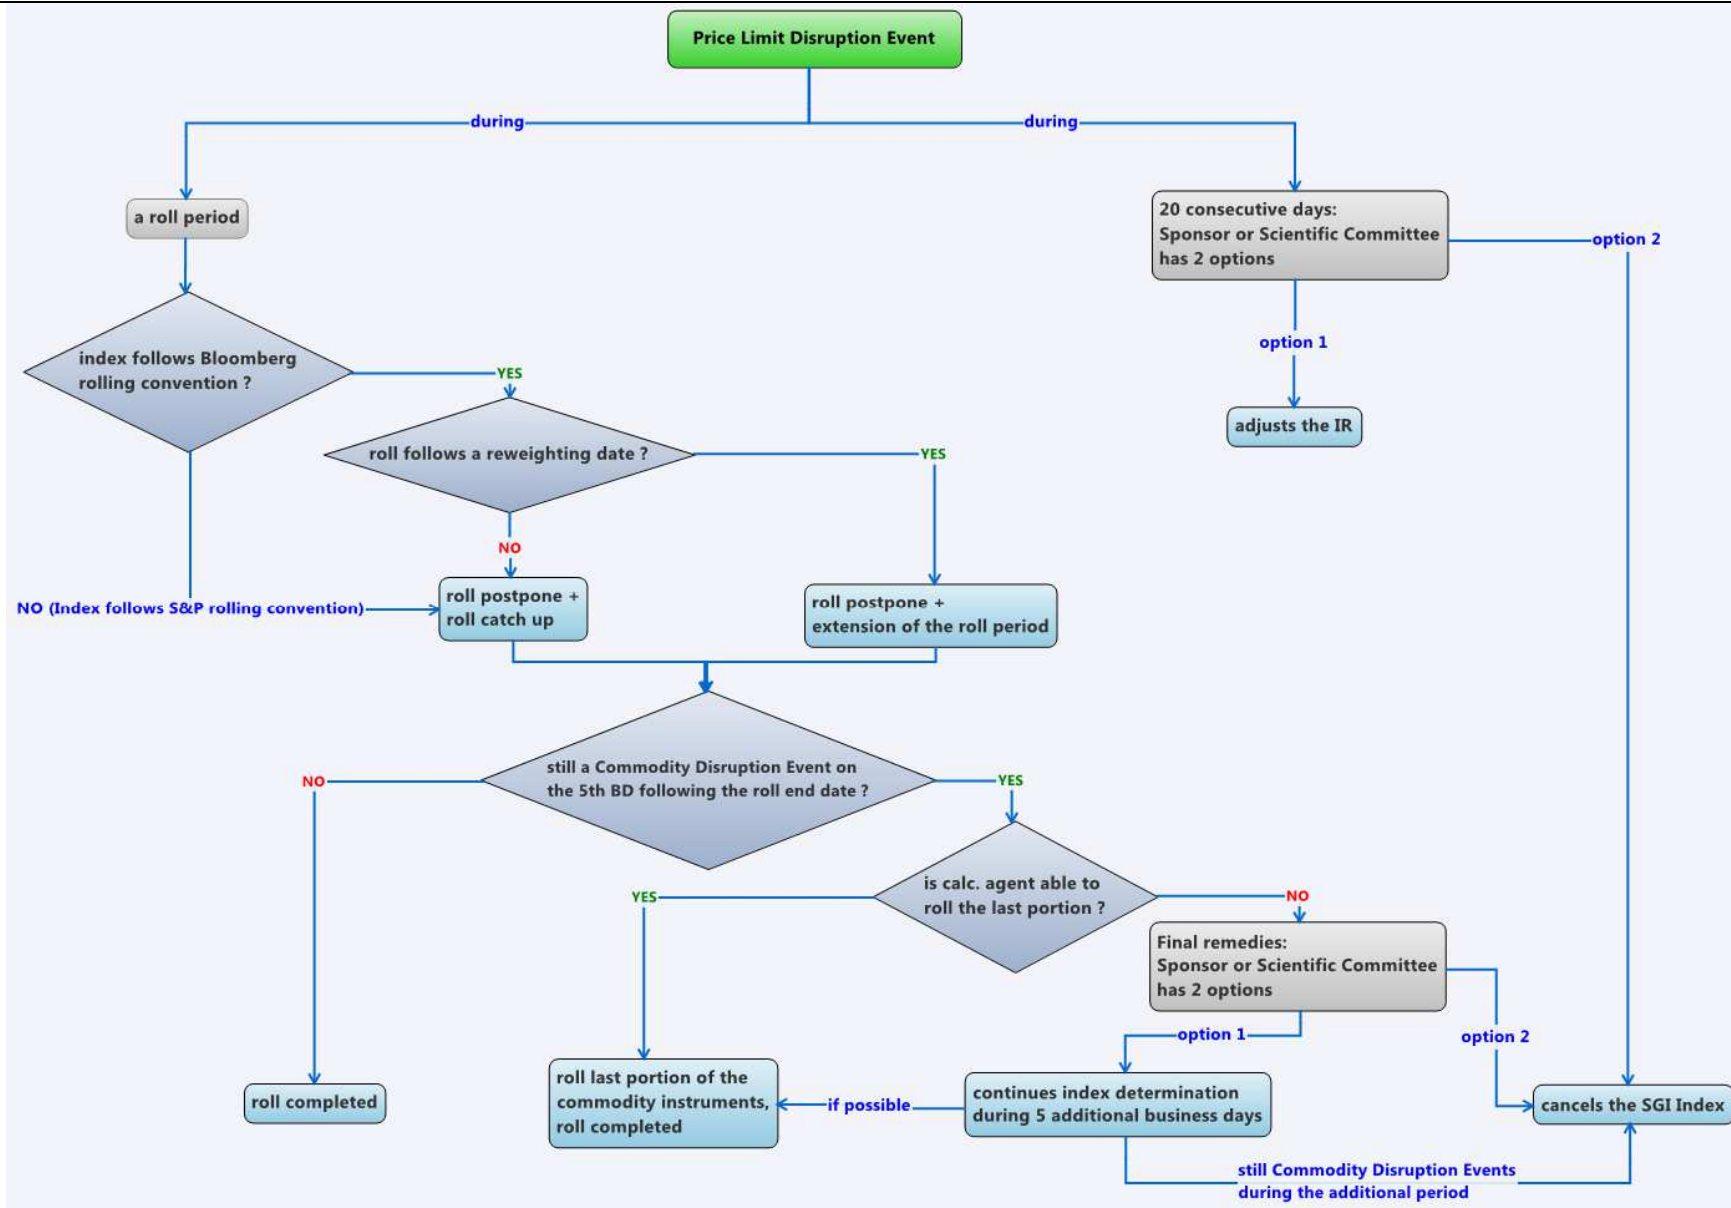 Price Limit Disruption Event
during
during
a roll period
20 consecutive days:
Sponsor or Scientific Committee
has 2 options
option 2
option 1
index follows Bloomberg
rolling convention ?
YES
adjusts the IR
roll follows a reweighting date ?
YES
NO
NO (Index follows S&P rolling convention)
roll postpone +
roll catch up
roll postpone +
extension of the roll period
still a Commodity Disruption Event on
the 5th BD following the roll end date ?
NO
YES
is calc. agent able to
roll the last portion ?
YES
NO
Final remedies:
Sponsor or Scientific Committee
has 2 options
option 1
option 2
roll completed
roll last portion of the
commodity instruments,
roll completed
if possible
continues index determination
during 5 additional business days
cancels the SGI Index
still Commodity Disruption Events
during the additional period